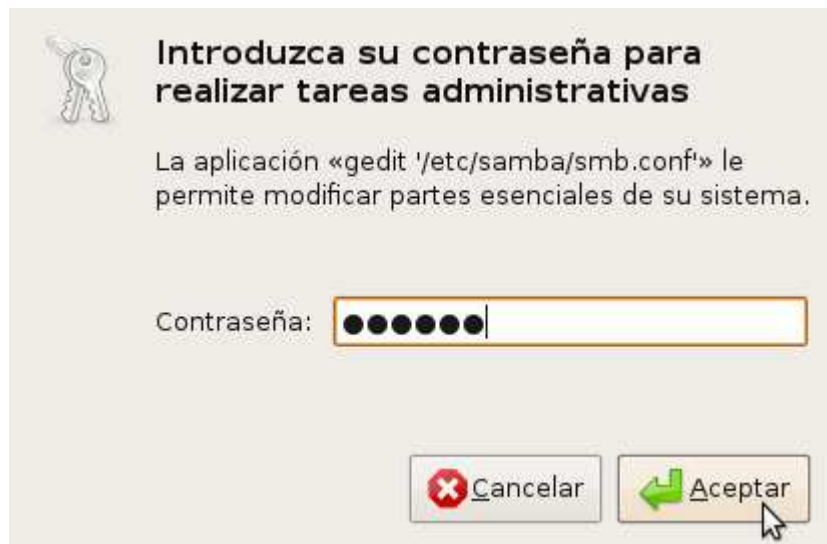 Introduzca su contraseña para
realizar tareas administrativas
La aplicación «gedit '/etc/samba/smb.conf'» le
permite modificar partes esenciales de su sistema.
Contraseña: ●●●●●●
Cancelar Aceptar